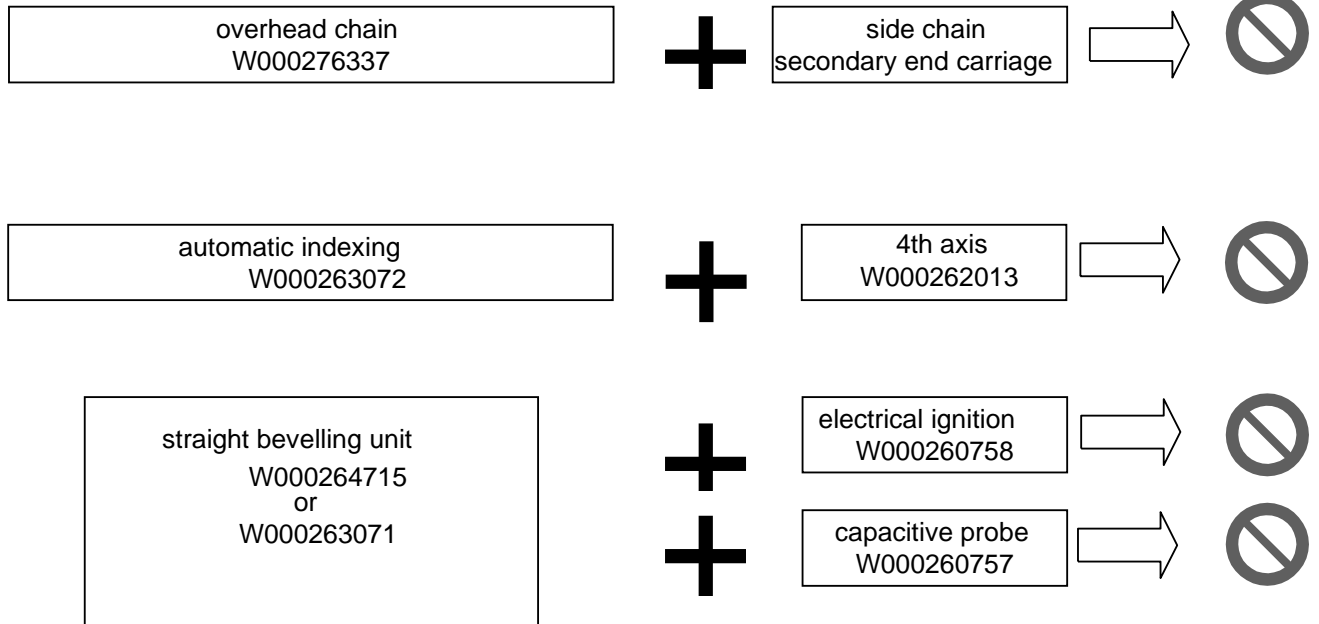 overhead chain
W000276337
side chain
secondary end carriage
automatic indexing
W000263072
4th axis
W000262013
straight bevelling unit
W000264715
or
W000263071
electrical ignition
W000260758
capacitive probe
W000260757